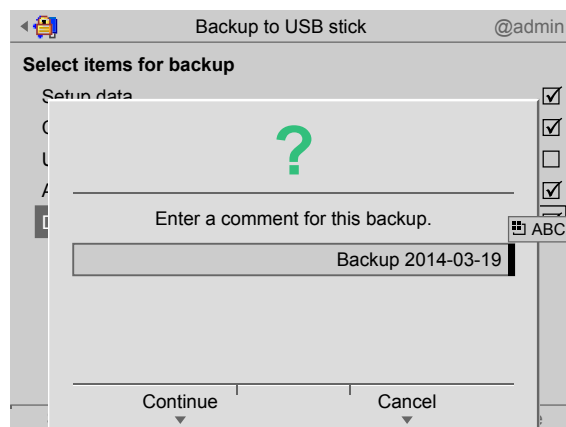 Backup to USB stick
@admin
Select items for backup
Setup data
?
Enter a comment for this backup.
ABC
Backup 2014-03-19
Continue
Cancel